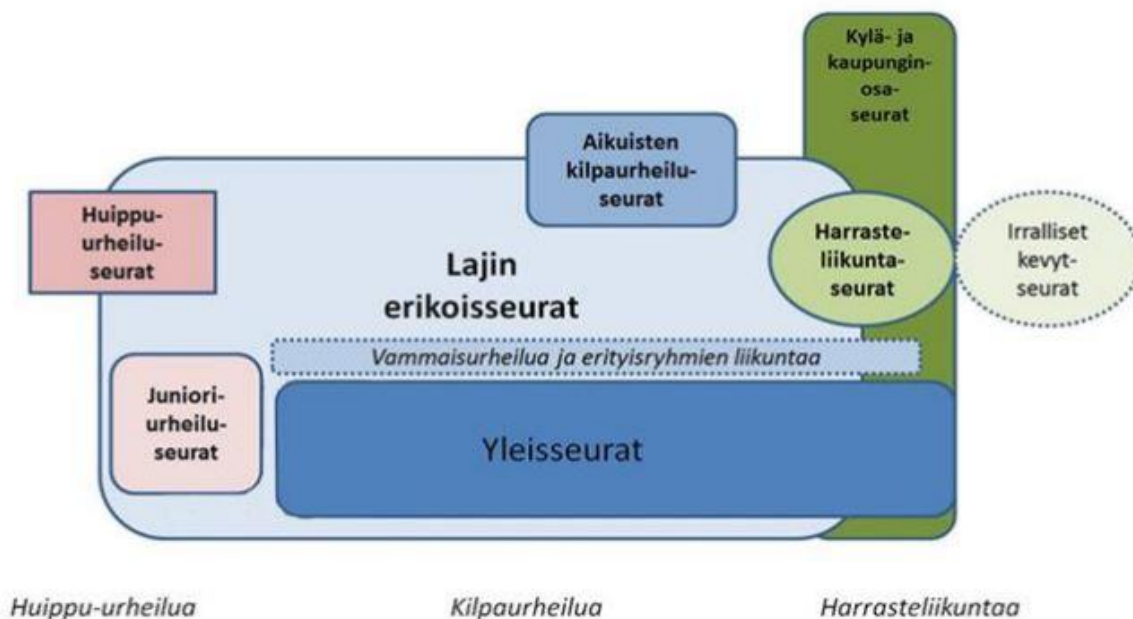 Kylä- ja
kaupungin-
osa-
seurat
Aikuisten
kilpaurheilu-
seurat
Huippu-
urheilu-
seurat
Lajin
erikoisseurat
Harraste-
liikunta-
seurat
Irralliset
kevyt-
seurat
Vammaisurheilua ja erityisryhmien liikuntaa
Juniori-
urheilu-
seurat
Yleisseurat
Huippu-urheilua
Kilpaurheilua
Harrasteliikuntaa